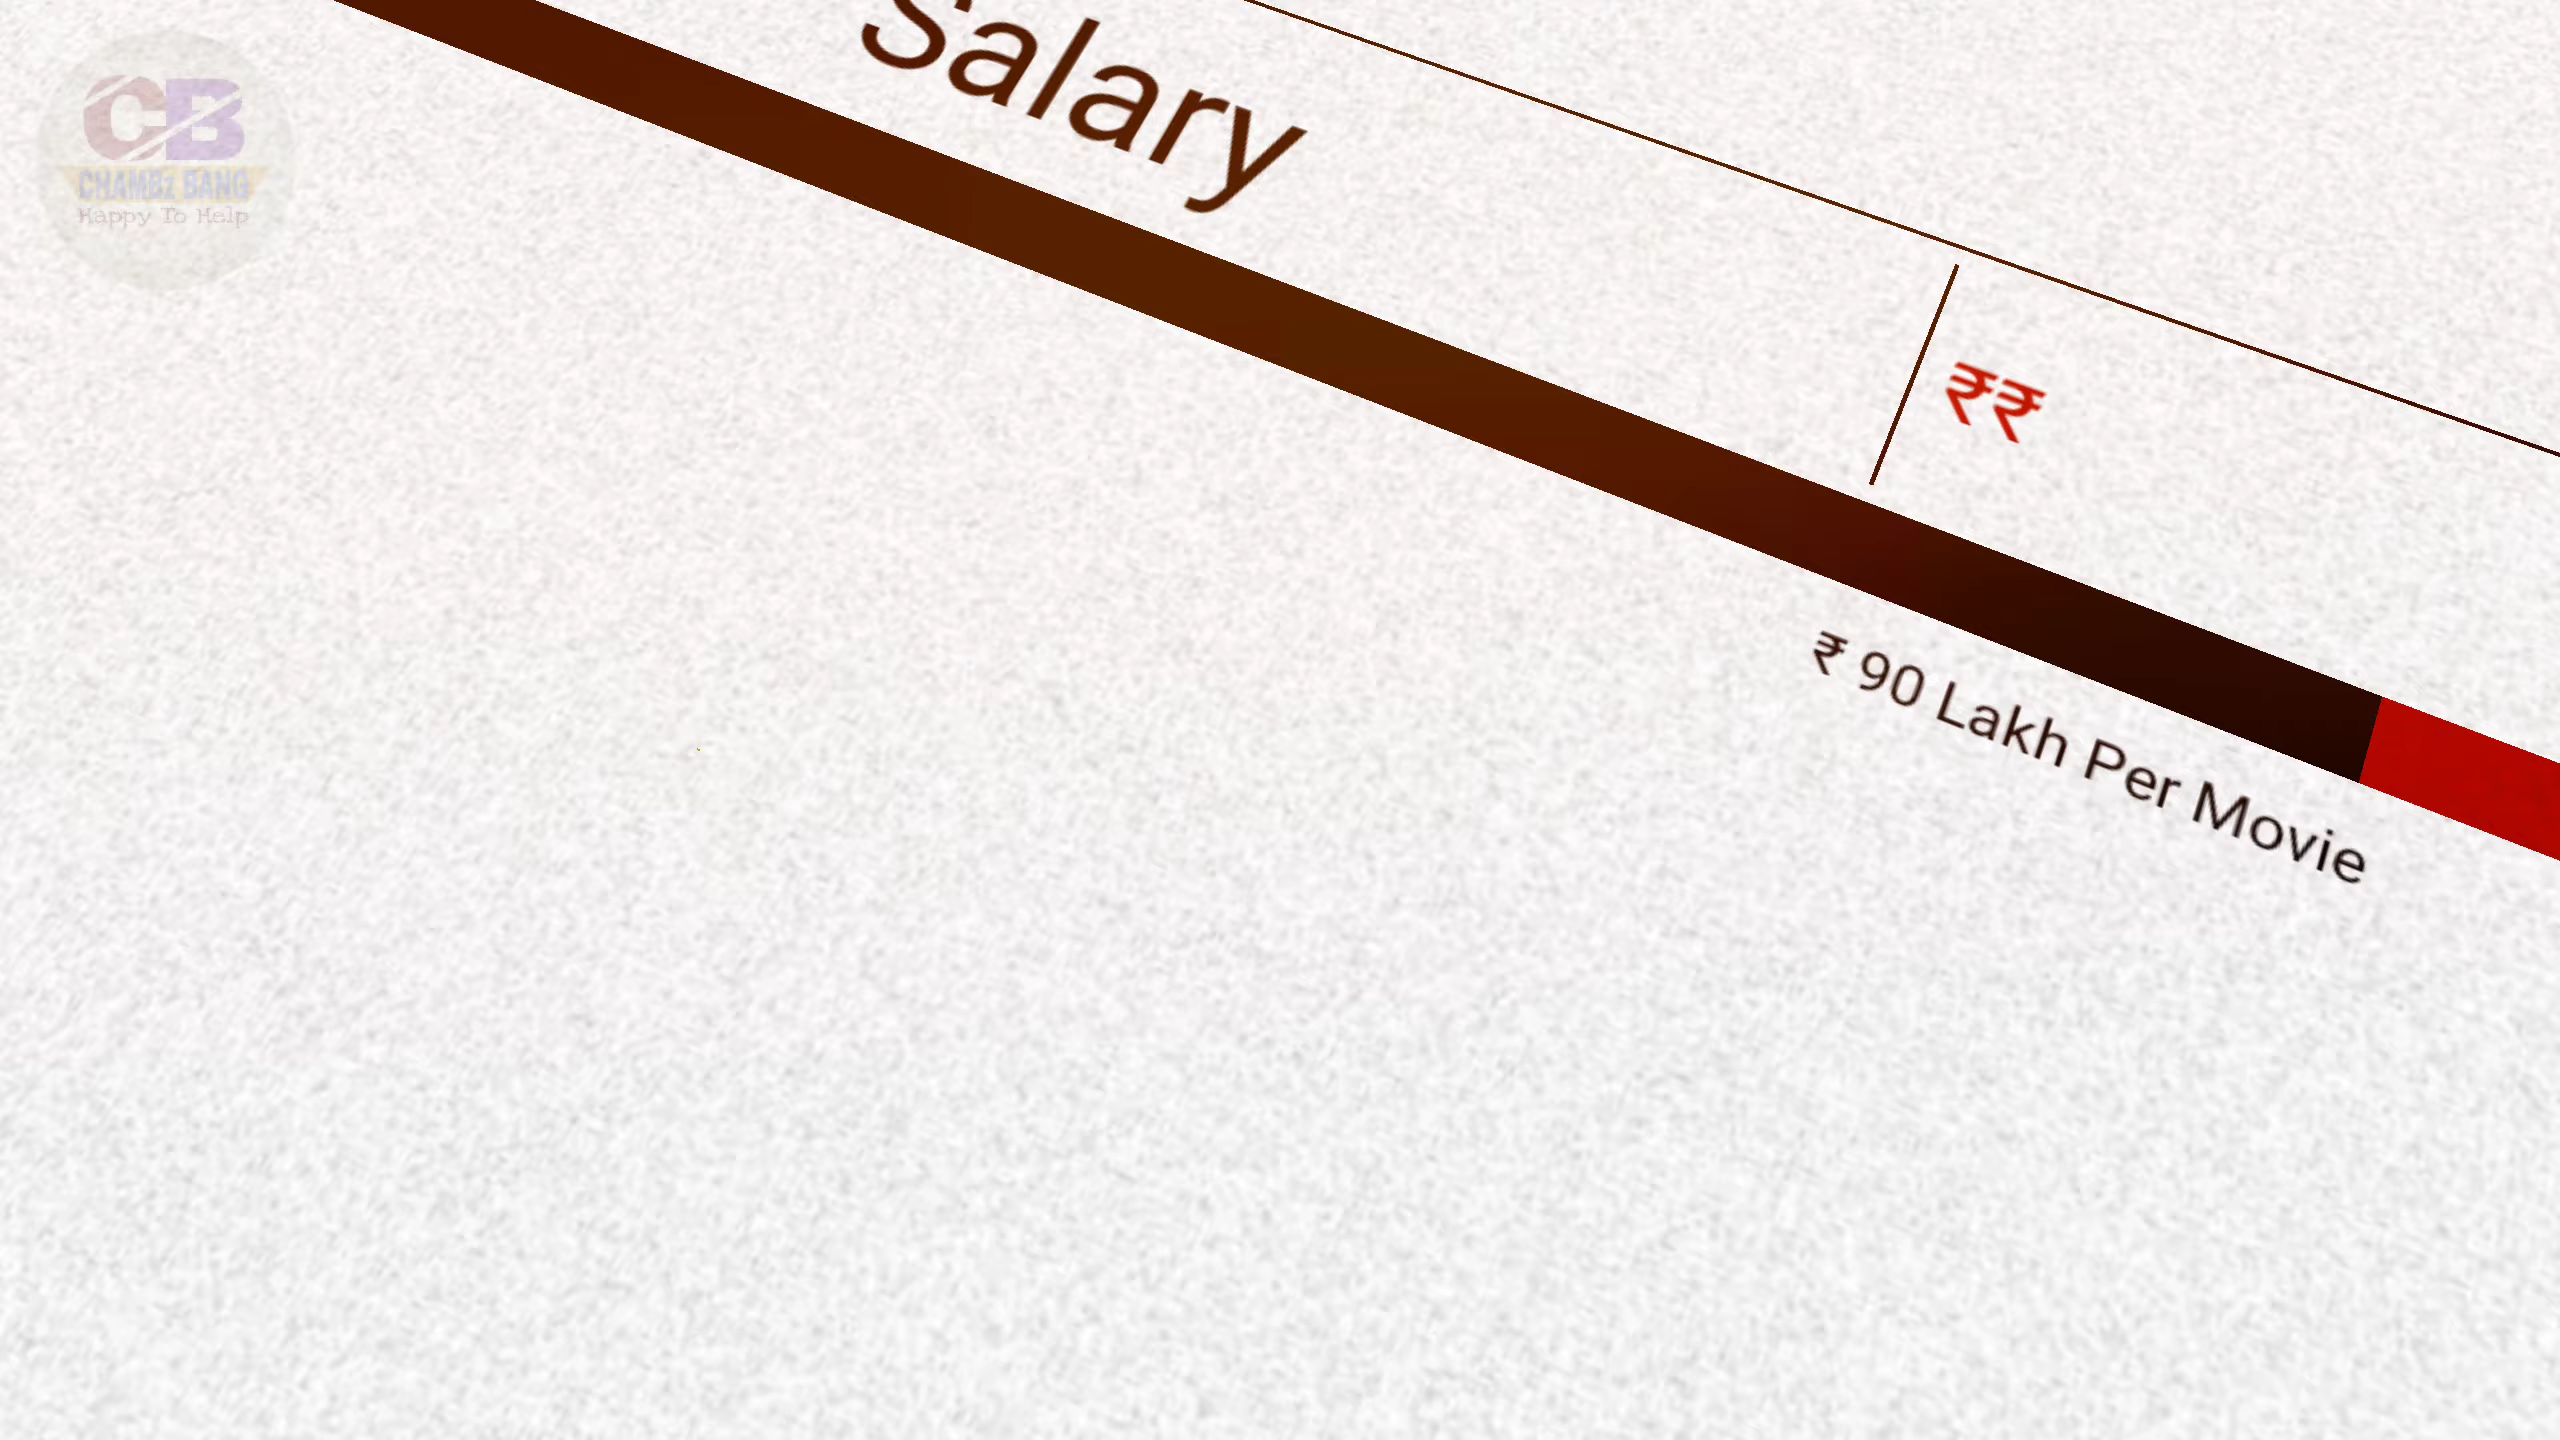 CB
CHAMBz BANG
Happy To Help
Salary
₹₹
₹ 90 Lakh Per Movie